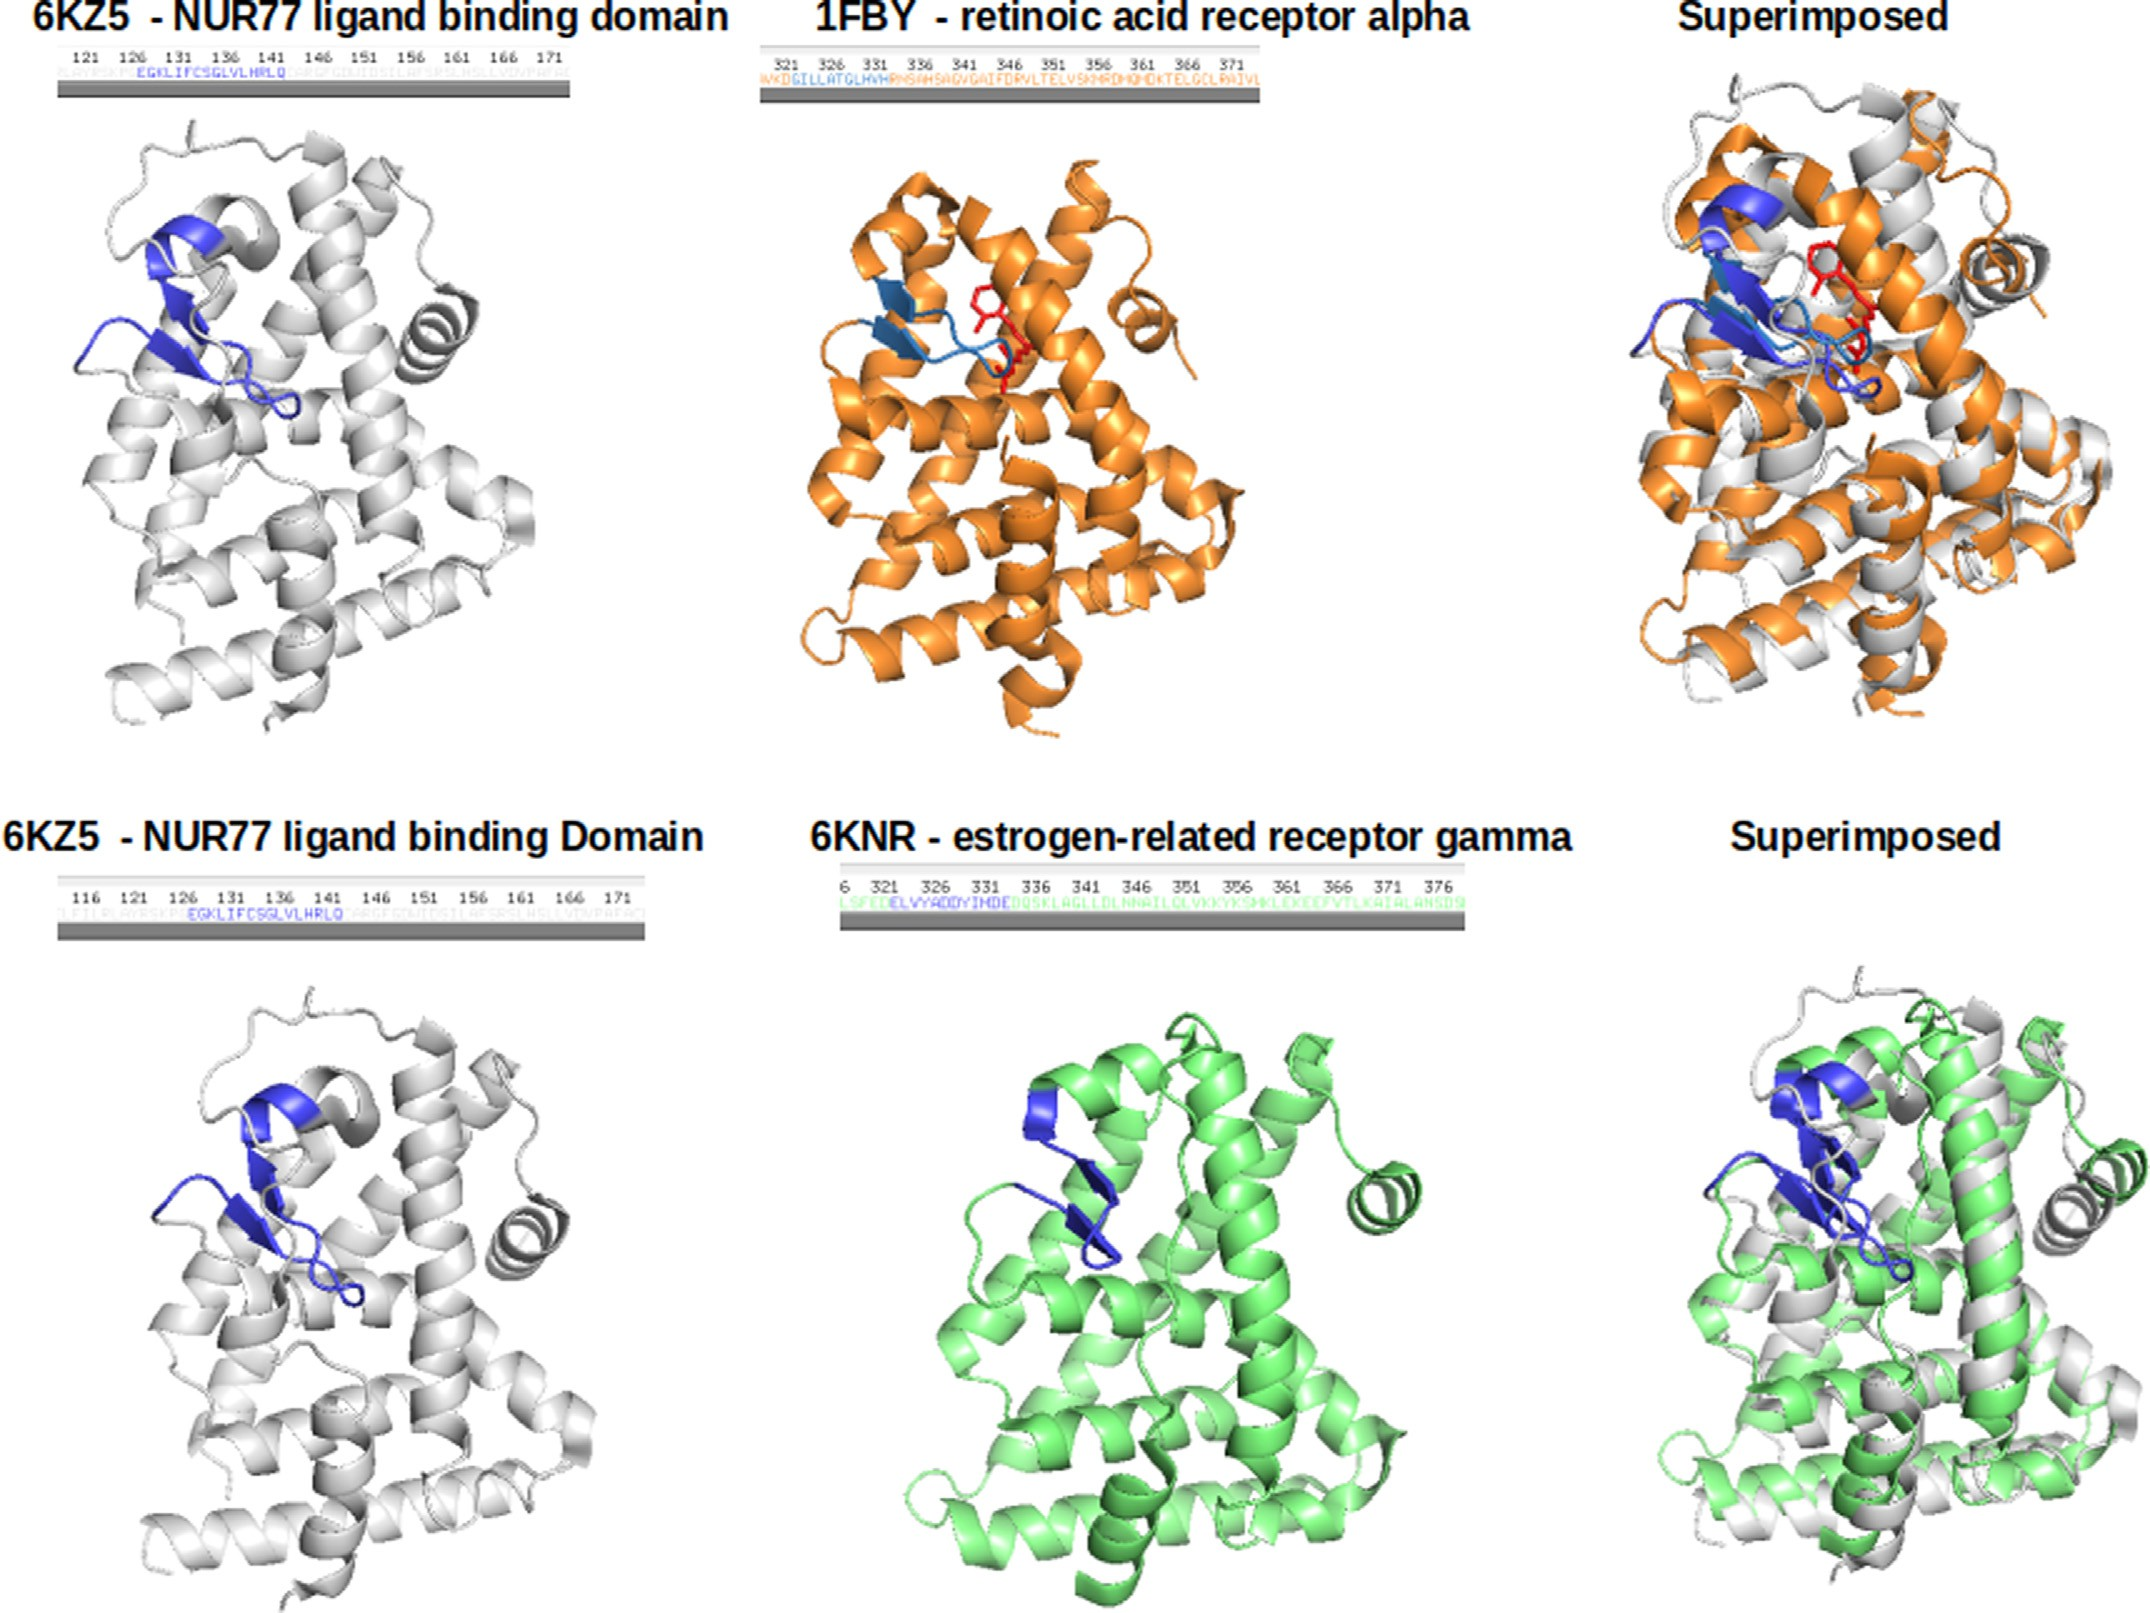 6KZ5 - NUR77 ligand binding domain
1FBY - retinoic acid receptor alpha
Superimposed
121 126 131 136 141 146 151 156 161 166 171
EGKLIFCSGLVLHRLQ
321 326 331 336 341 346 351 356 361 366 371
VKDGILLATGLHVHRNSAHSAGVGAIFDRVLTELVSKMRDMQMDKTELGCLRAIVL
6KZ5 - NUR77 ligand binding Domain
6KNR - estrogen-related receptor gamma
Superimposed
116 121 126 131 136 141 146 151 156 161 166 171
EGKLIFCSGLVLHRLQ
6 321 326 331 336 341 346 351 356 361 366 371 376
LSFEDELVYADDYIMDEDQSKLAGLLDLNNAILQLVKKYKSMKLEKEEFVTLKAIALANSDS